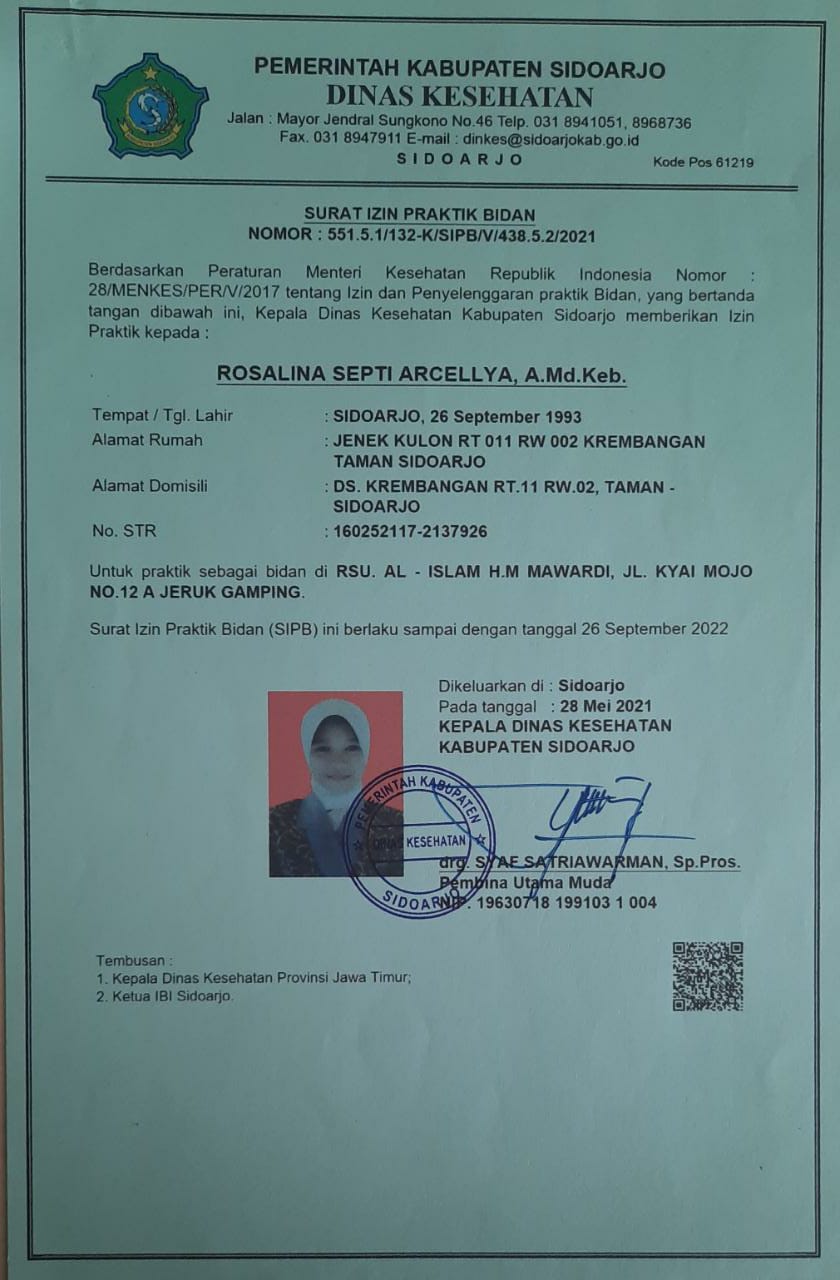 PEMERINTAH KABUPATEN SIDOARJO
DINAS KESEHATAN
Jalan : Mayor Jendral Sungkono No.46 Telp. 031 8941051, 8968736
Fax. 031 8947911 E-mail : dinkes@sidoarjokab.go.id
SIDOARJO
Kode Pos 61219
SURAT IZIN PRAKTIK BIDAN
NOMOR : 551.5.1/132-K/SIPB/V/438.5.2/2021
Berdasarkan Peraturan Menteri Kesehatan Republik Indonesia Nomor :
28/MENKES/PER/V/2017 tentang Izin dan Penyelenggaran praktik Bidan, yang bertanda
tangan dibawah ini, Kepala Dinas Kesehatan Kabupaten Sidoarjo memberikan Izin
Praktik kepada :
ROSALINA SEPTI ARCELLYA, A.Md.Keb.
Tempat / Tgl. Lahir : SIDOARJO, 26 September 1993
Alamat Rumah : JENEK KULON RT 011 RW 002 KREMBANGAN
TAMAN SIDOARJO
Alamat Domisili : DS. KREMBANGAN RT.11 RW.02, TAMAN -
SIDOARJO
No. STR : 160252117-2137926
Untuk praktik sebagai bidan di RSU. AL - ISLAM H.M MAWARDI, JL. KYAI MOJO
NO.12 A JERUK GAMPING.
Surat Izin Praktik Bidan (SIPB) ini berlaku sampai dengan tanggal 26 September 2022
Dikeluarkan di : Sidoarjo
Pada tanggal : 28 Mei 2021
KEPALA DINAS KESEHATAN
KABUPATEN SIDOARJO
PEMERINTAH KABUPATEN
DINAS KESEHATAN
SIDOARJO
drg. SYAF SATRIAWARMAN, Sp.Pros.
Pembina Utama Muda
NIP. 19630718 199103 1 004
Tembusan :
1. Kepala Dinas Kesehatan Provinsi Jawa Timur;
2. Ketua IBI Sidoarjo.